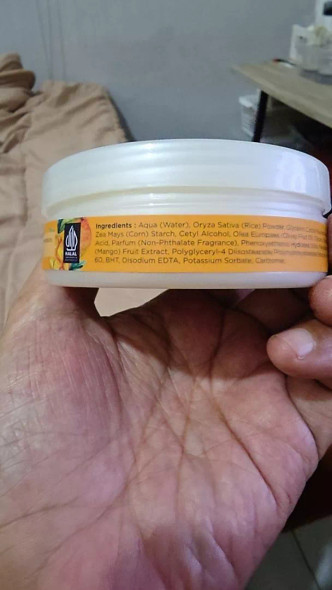 Ingredients : Aqua (Water), Oryza Sativa (Rice) Powder,
Zea Mays (Corn) Starch, Cetyl Alcohol, Olea Europaea
Acid, Parfum (Non-Phthalate Fragrance),
(Mango) Fruit Extract, Polyglyceryl-4
60, BHT, Disodium EDTA, Potassium Sorbate, Carbomer.
HALAL